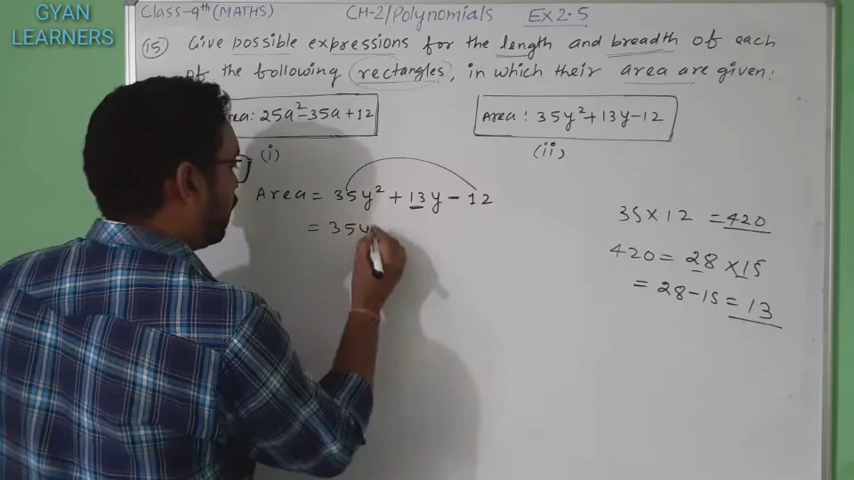 GYAN
LEARNERS
Class-9th (MATHS) CH-2/Polynomials Ex 2.5
15) Give possible expressions for the length and breadth of each
of the following rectangles, in which their area are given:
25a²-35a+12 Area: 35y²+13y-12
(i) (ii)
Area = 35y² + 13y - 12
= 35y
35×12 = 420
420 = 28 × 15
= 28-15 = 13